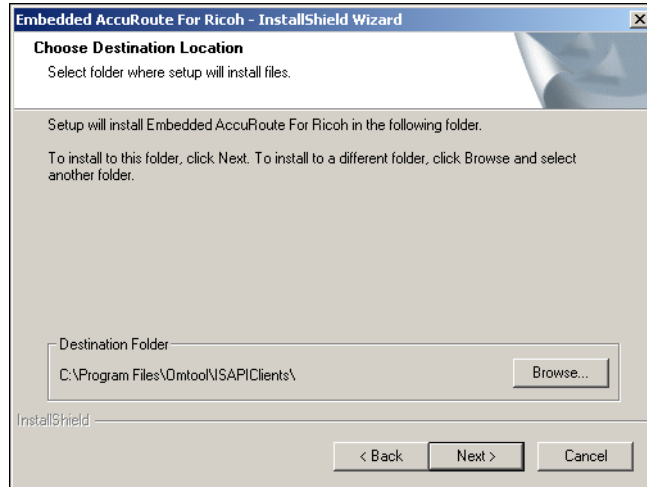 Embedded AccuRoute For Ricoh - InstallShield Wizard
Choose Destination Location
Select folder where setup will install files.
Setup will install Embedded AccuRoute For Ricoh in the following folder.
To install to this folder, click Next. To install to a different folder, click Browse and select
another folder.
Destination Folder
C:\Program Files\Omtool\ISAPIClients\
Browse...
InstallShield
< Back
Next >
Cancel